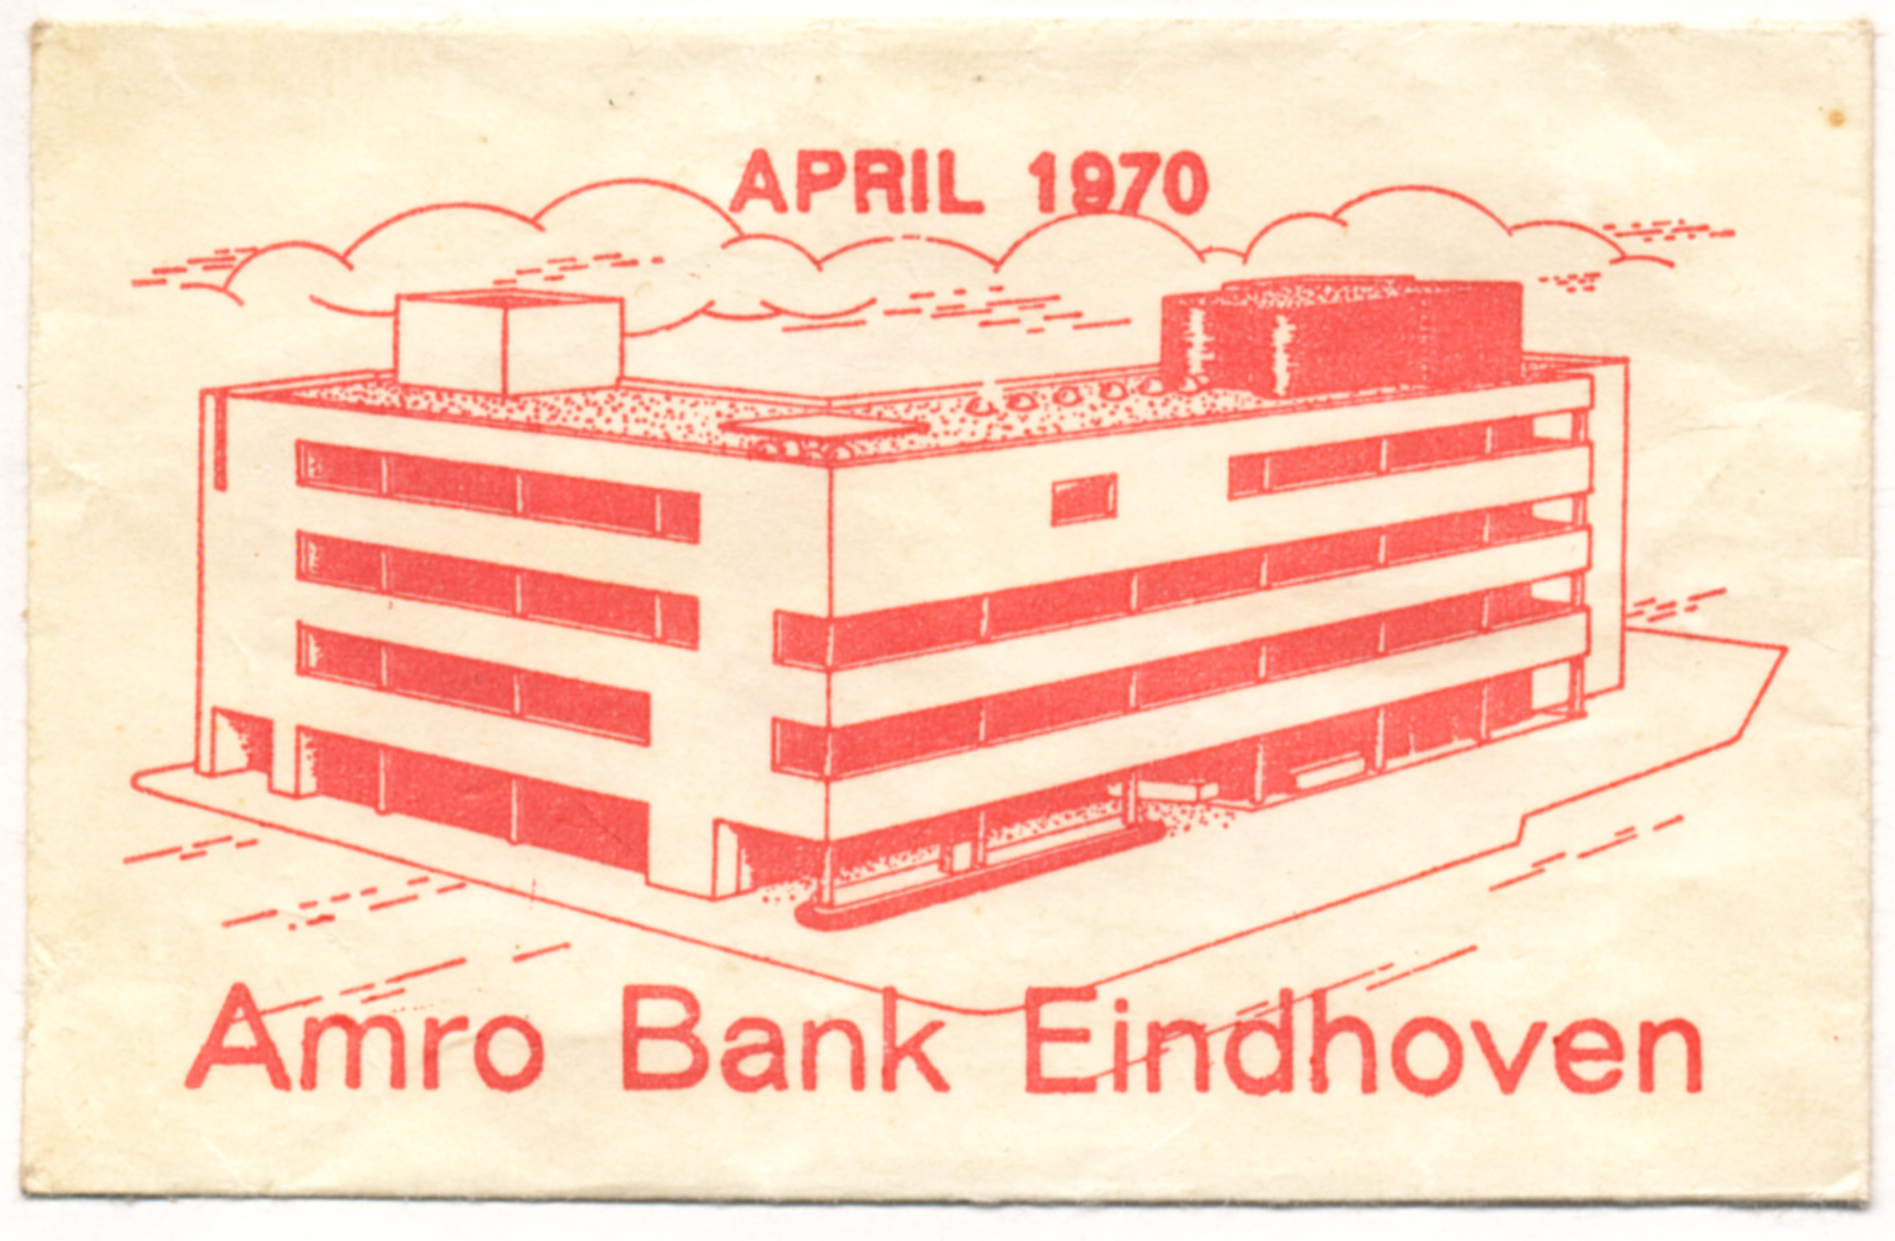 APRIL 1970
Amro Bank Eindhoven